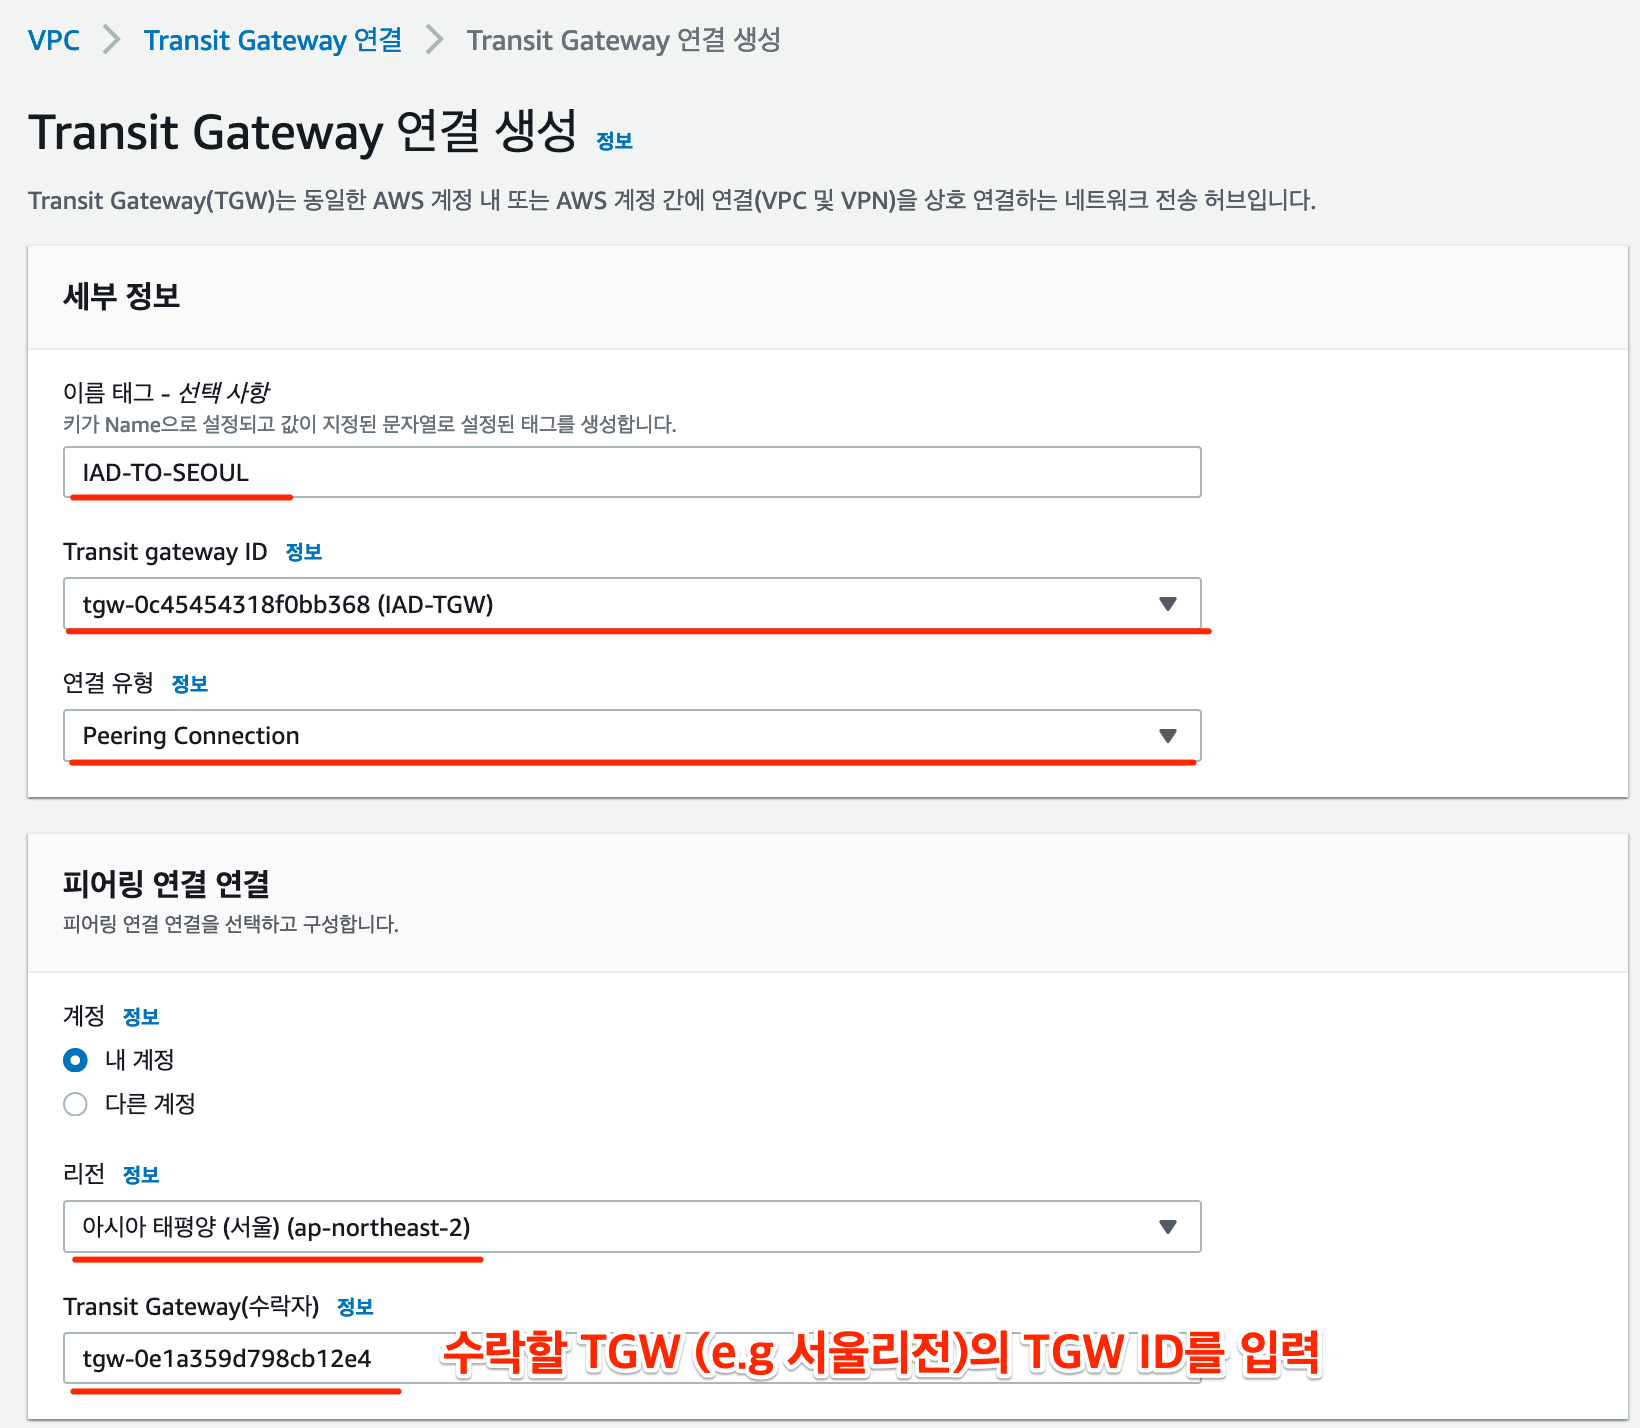 VPC > Transit Gateway 연결 > Transit Gateway 연결 생성
Transit Gateway 연결 생성 정보
Transit Gateway(TGW)는 동일한 AWS 계정 내 또는 AWS 계정 간에 연결(VPC 및 VPN)을 상호 연결하는 네트워크 전송 허브입니다.
세부 정보
이름 태그 - 선택 사항
키가 Name으로 설정되고 값이 지정된 문자열로 설정된 태그를 생성합니다.
IAD-TO-SEOUL
Transit gateway ID 정보
tgw-0c45454318f0bb368 (IAD-TGW)
연결 유형 정보
Peering Connection
피어링 연결 연결
피어링 연결 연결을 선택하고 구성합니다.
계정 정보
내 계정
다른 계정
리전 정보
아시아 태평양 (서울) (ap-northeast-2)
Transit Gateway(수락자) 정보
tgw-0e1a359d798cb12e4 수락할 TGW (e.g 서울리전)의 TGW ID를 입력